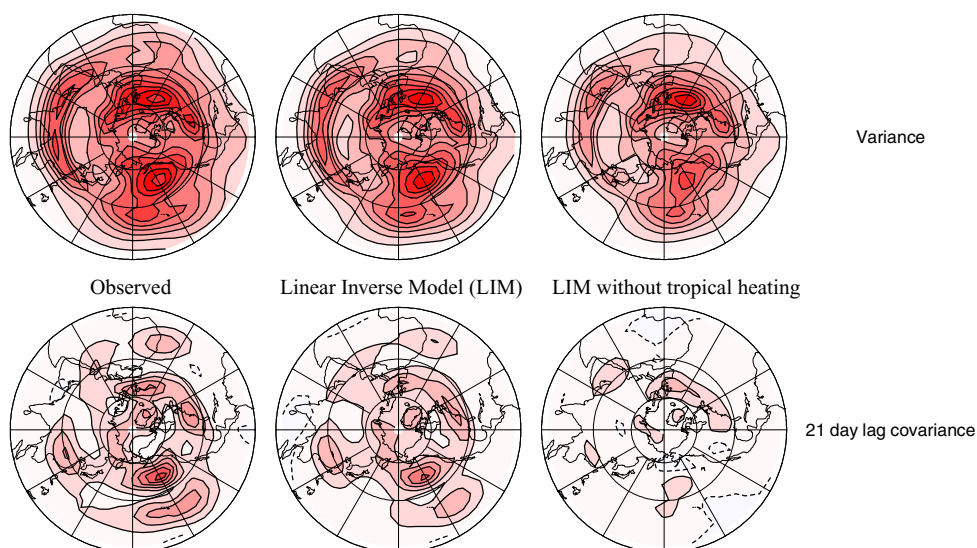 Variance
Observed
Linear Inverse Model (LIM)
LIM without tropical heating
21 day lag covariance